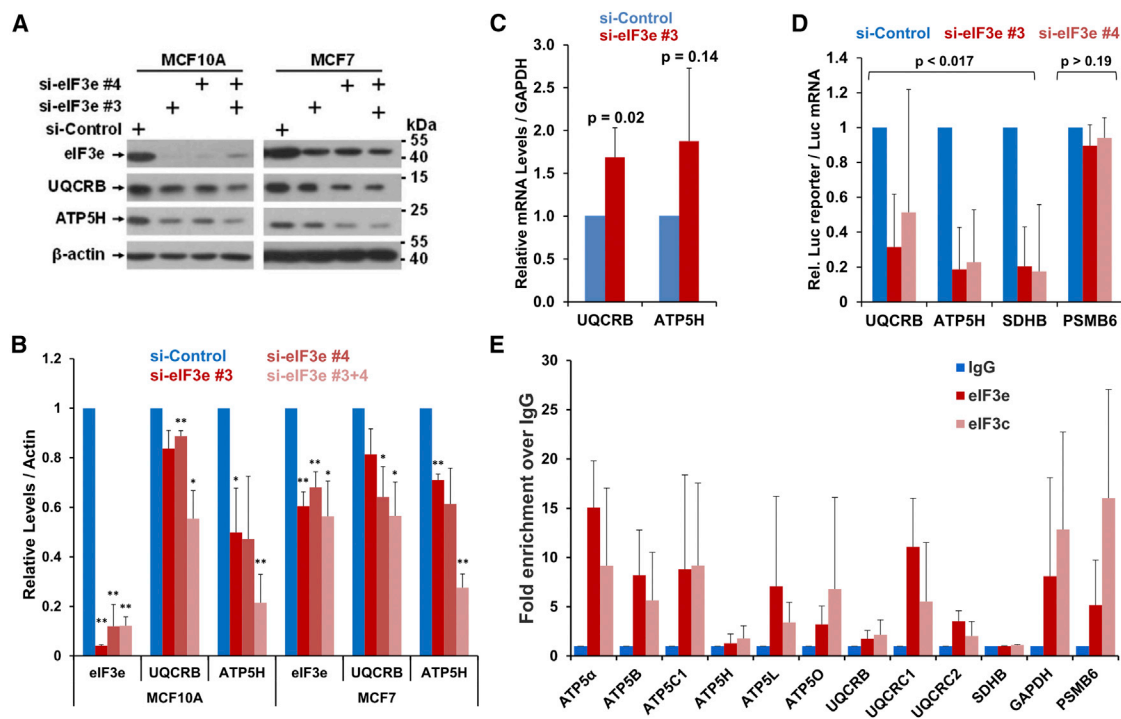 A
MCF10A MCF7
si-eIF3e #4 + + + +
si-eIF3e #3 + + + +
si-Control + + kDa
eIF3e 55 40
UQCRB 15
ATP5H 25
β-actin 55 40
B
si-Control si-eIF3e #4
si-eIF3e #3 si-eIF3e #3+4
Relative Levels / Actin
1.2
1
0.8
0.6
0.4
0.2
0
** ** ** ** * * ** ** ** * * * ** **
eIF3e UQCRB ATP5H eIF3e UQCRB ATP5H
MCF10A MCF7
C
si-Control
si-eIF3e #3
Relative mRNA Levels / GAPDH
3.0
2.5
2.0
1.5
1.0
0.5
0.0
p = 0.02
p = 0.14
UQCRB ATP5H
D
si-Control si-eIF3e #3 si-eIF3e #4
p < 0.017 p > 0.19
Rel. Luc reporter / Luc mRNA
1.4
1.2
1
0.8
0.6
0.4
0.2
0
UQCRB ATP5H SDHB PSMB6
E
IgG
eIF3e
eIF3c
Fold enrichment over IgG
30
25
20
15
10
5
0
ATP5α ATP5B ATP5C1 ATP5H ATP5L ATP5O UQCRB UQCRC1 UQCRC2 SDHB GAPDH PSMB6